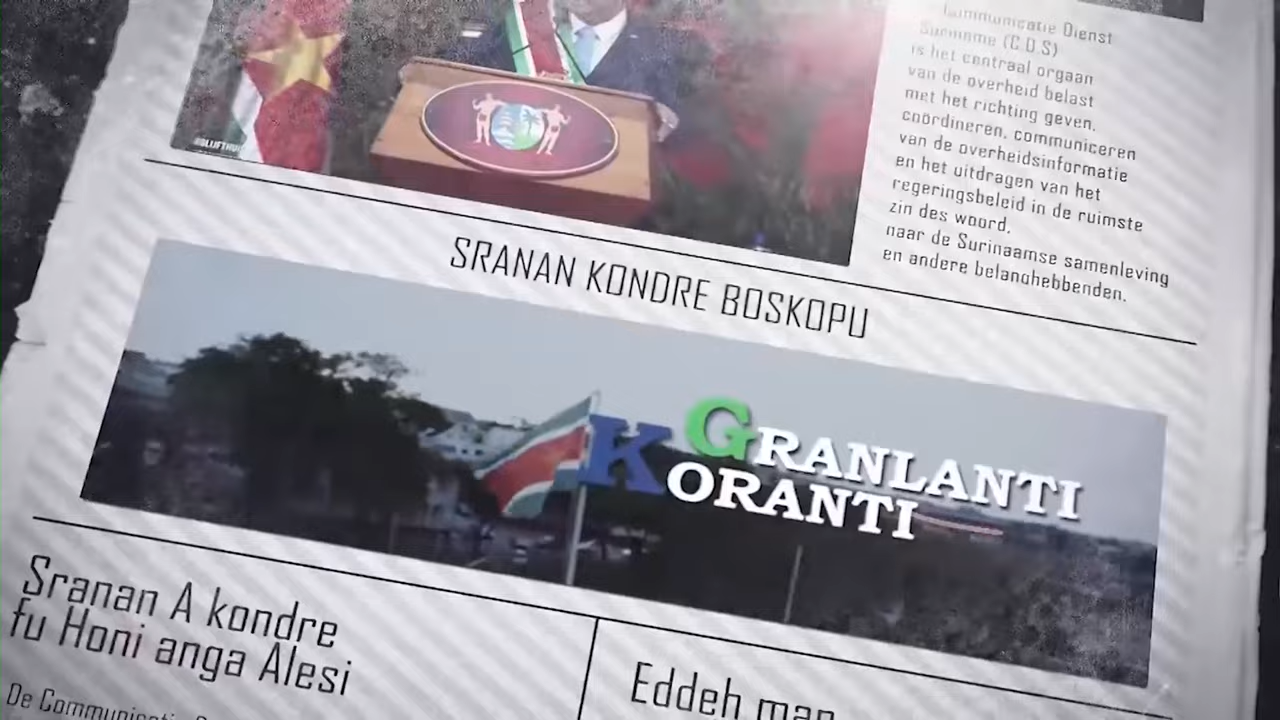 Communicatie Dienst
Suriname (C.D.S)
is het centraal orgaan
van de overheid belast
met het richting geven,
coördineren, communiceren
van de overheidsinformatie
en het uitdragen van het
regeringsbeleid in de ruimste
zin des woord,
naar de Surinaamse samenleving
en andere belanghebbenden.
SRANAN KONDRE BOSKOPU
GRANLANTI
KORANTI
Sranan A kondre
fu Honi anga Alesi
De
Eddeh man